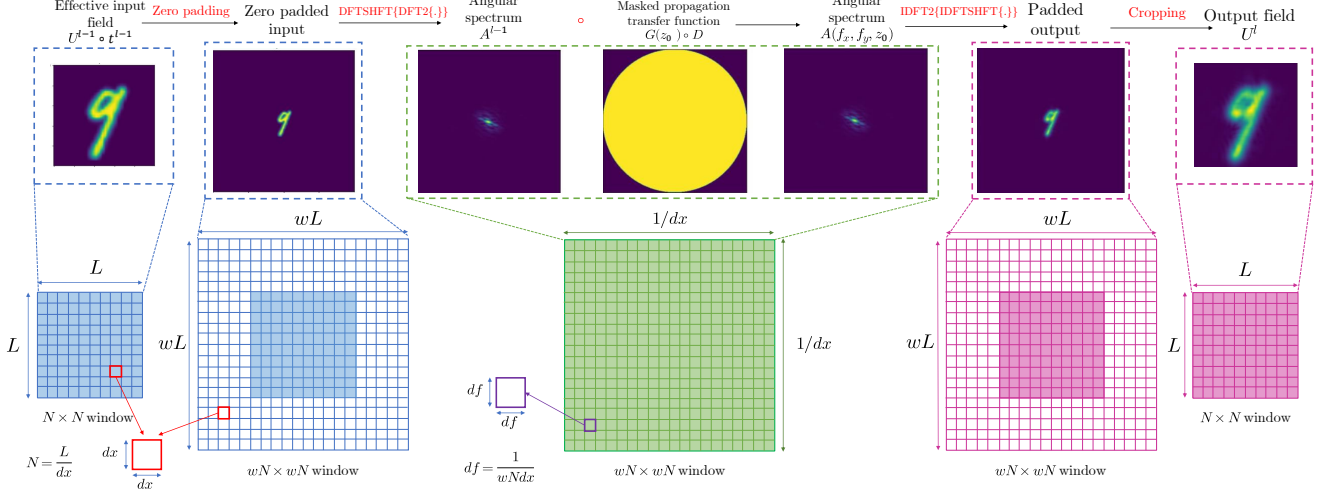 Effective input
field
U^{l-1} ∘ t^{l-1}
Zero padding
Zero padded
input
DFTSHFT{DFT2{.}}
Angular
spectrum
A^{l-1}
∘
Masked propagation
transfer function
G(z_0) ∘ D
Angular
spectrum
A(f_x, f_y, z_0)
IDFT2{IDFTSHFT{.}}
Padded
output
Cropping
Output field
U^l
wL
1/dx
wL
L
L
L
wL
1/dx
wL
L
df
df
dx
dx
N × N window
N = L/dx
wN × wN window
df = 1/wNdx
wN × wN window
wN × wN window
N × N window